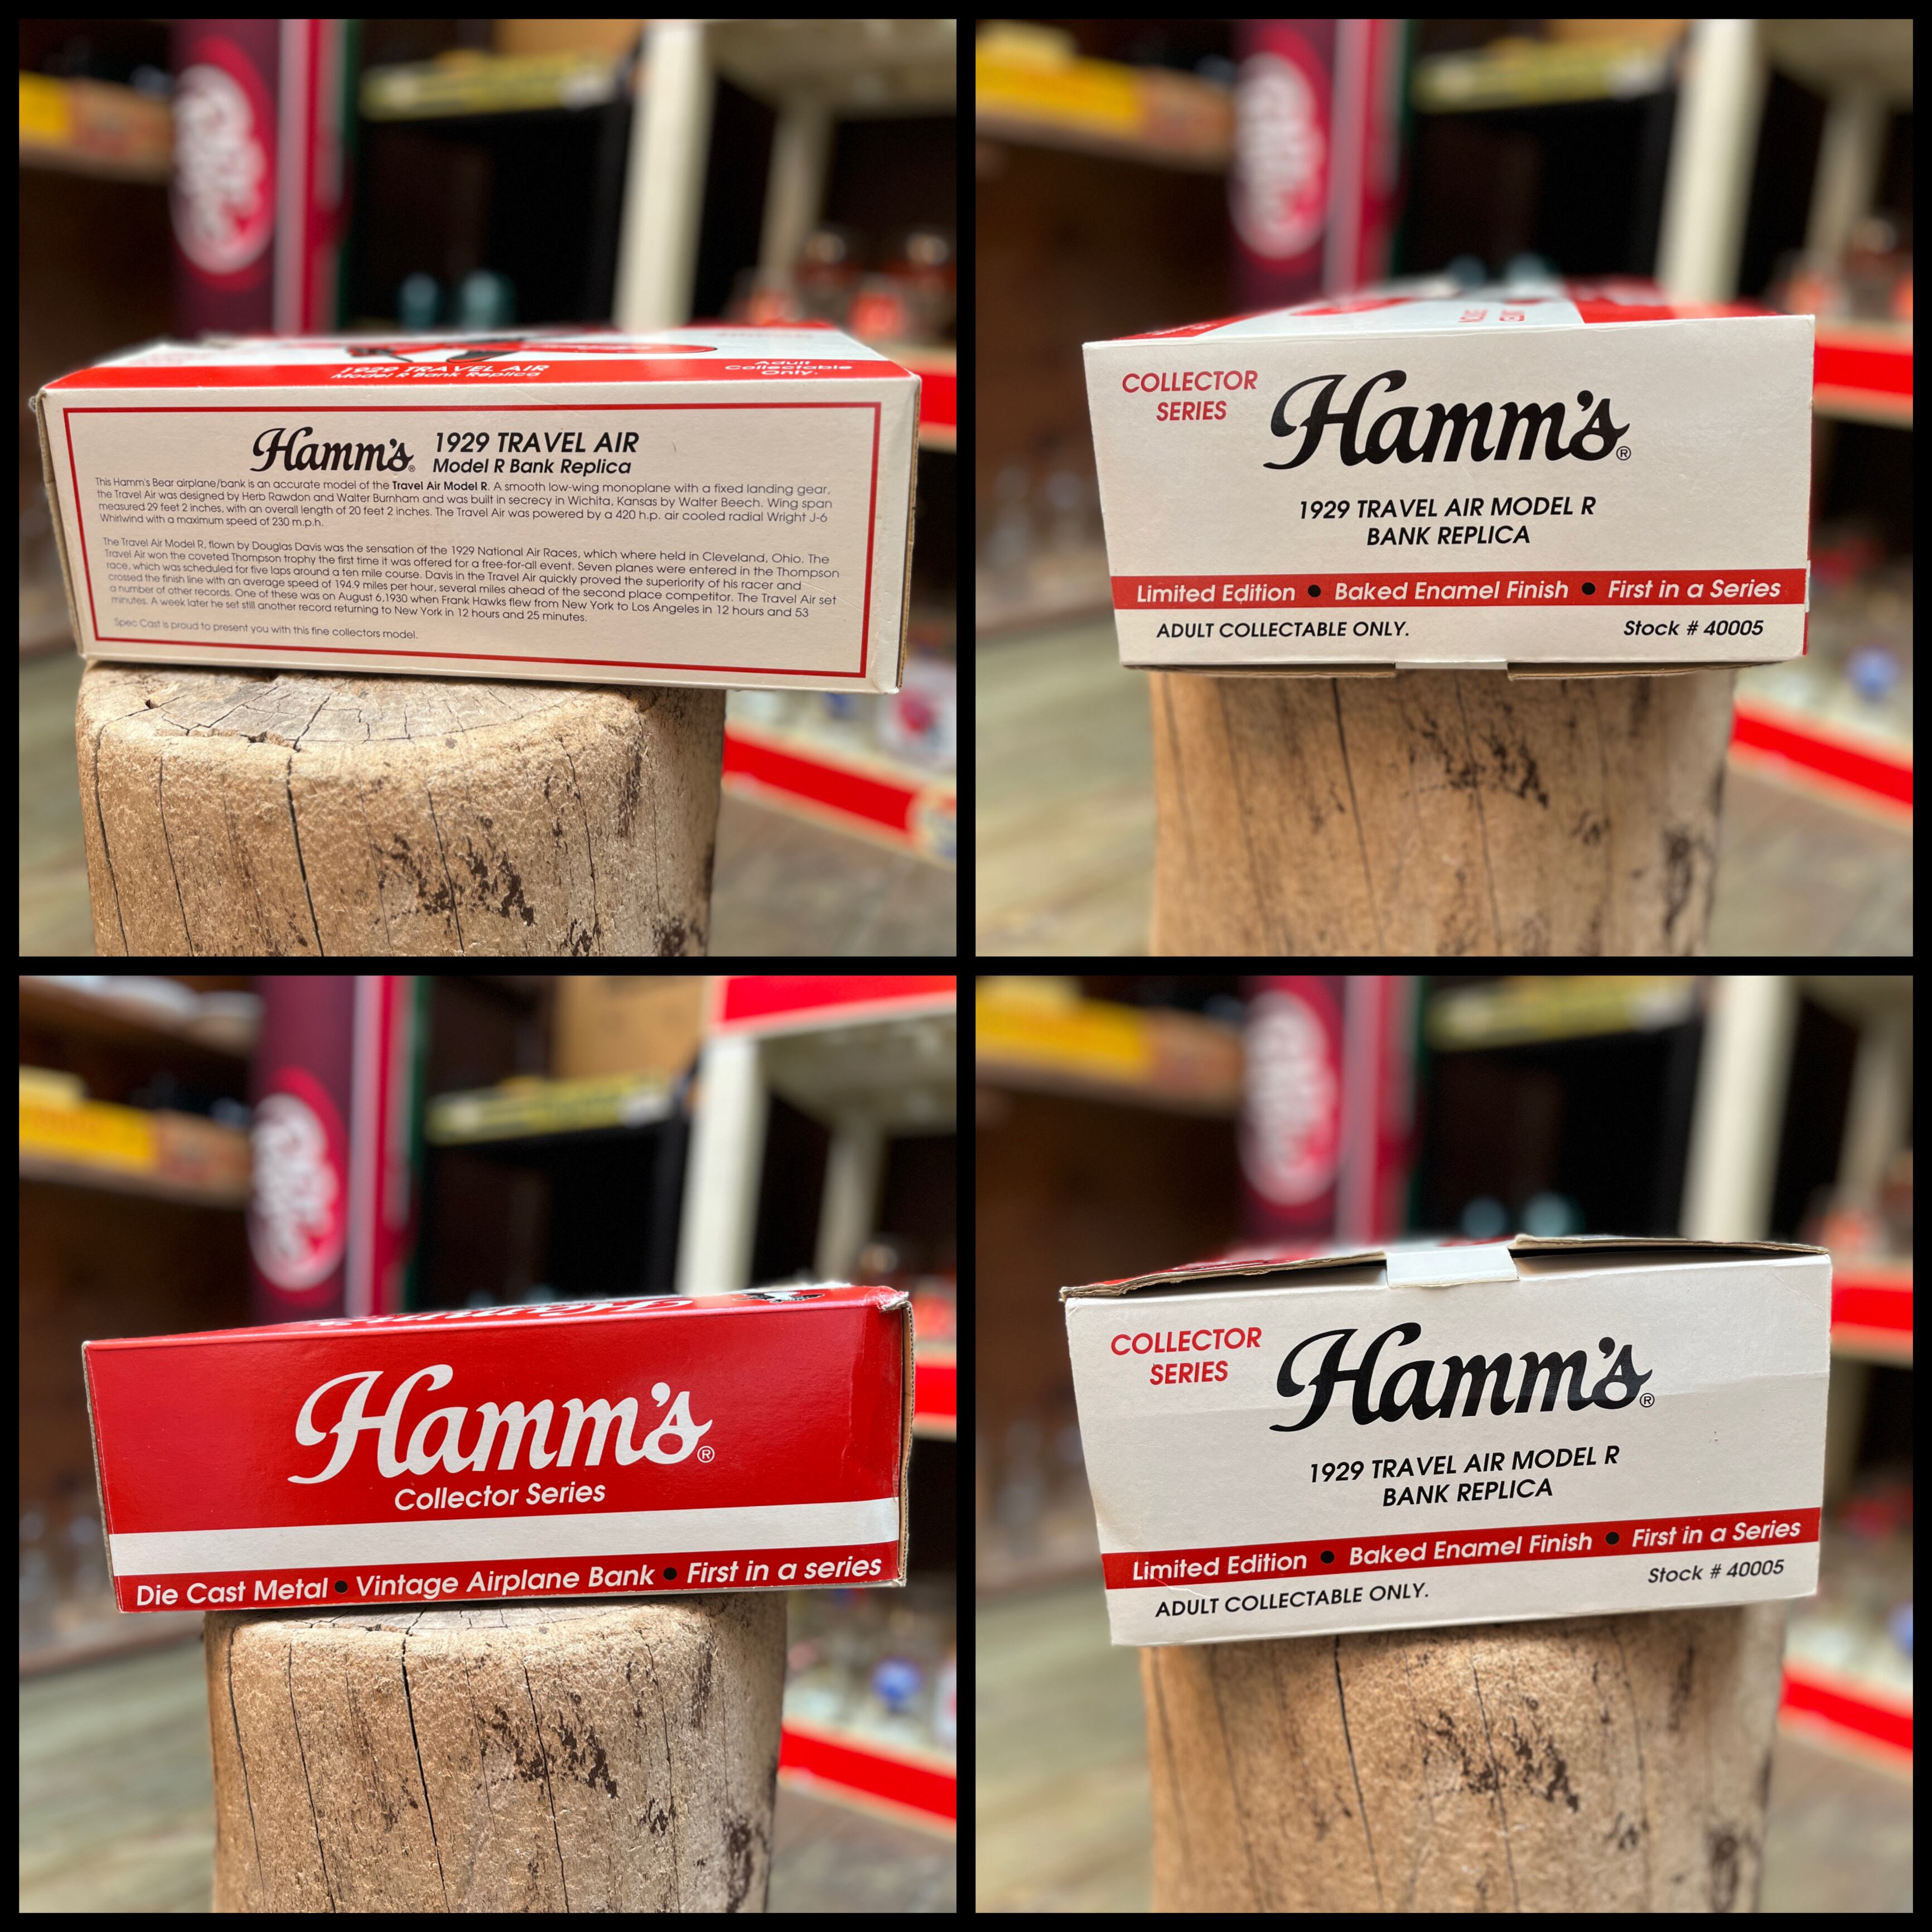 1929 TRAVEL AIR
Model R Bank Replica
Adult
Collectable
Only.
Hamm's® 1929 TRAVEL AIR
Model R Bank Replica
This Hamm's Bear airplane/bank is an accurate model of the Travel Air Model R. A smooth low-wing monoplane with a fixed landing gear,
the Travel Air was designed by Herb Rawdon and Walter Burnham and was built in secrecy in Wichita, Kansas by Walter Beech. Wing span
measured 29 feet 2 inches, with an overall length of 20 feet 2 inches. The Travel Air was powered by a 420 h.p. air cooled radial Wright J-6
Whirlwind with a maximum speed of 230 m.p.h.
The Travel Air Model R, flown by Douglas Davis was the sensation of the 1929 National Air Races, which where held in Cleveland, Ohio. The
Travel Air won the coveted Thompson trophy the first time it was offered for a free-for-all event. Seven planes were entered in the Thompson
race, which was scheduled for five laps around a ten mile course. Davis in the Travel Air quickly proved the superiority of his racer and
crossed the finish line with an average speed of 194.9 miles per hour, several miles ahead of the second place competitor. The Travel Air set
a number of other records. One of these was on August 6,1930 when Frank Hawks flew from New York to Los Angeles in 12 hours and 53
minutes. A week later he set still another record returning to New York in 12 hours and 25 minutes.
Spec Cast is proud to present you with this fine collectors model.
COLLECTOR
SERIES
Hamm's®
1929 TRAVEL AIR MODEL R
BANK REPLICA
Limited Edition • Baked Enamel Finish • First in a Series
ADULT COLLECTABLE ONLY. Stock # 40005
Hamm's®
Collector Series
Die Cast Metal • Vintage Airplane Bank • First in a series
COLLECTOR
SERIES
Hamm's®
1929 TRAVEL AIR MODEL R
BANK REPLICA
Limited Edition • Baked Enamel Finish • First in a Series
ADULT COLLECTABLE ONLY. Stock # 40005